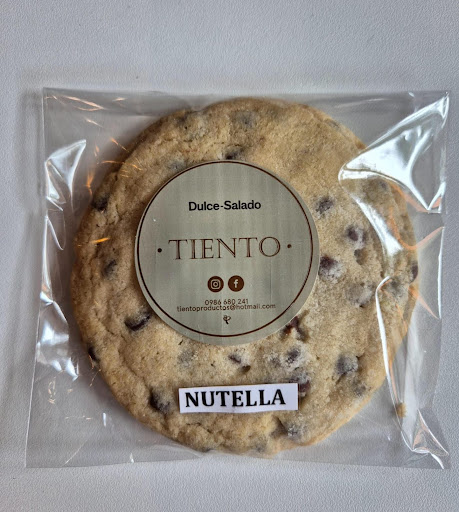 Dulce-Salado
· TIENTO ·
0986 680 241
tientoproductos@hotmail.com
NUTELLA